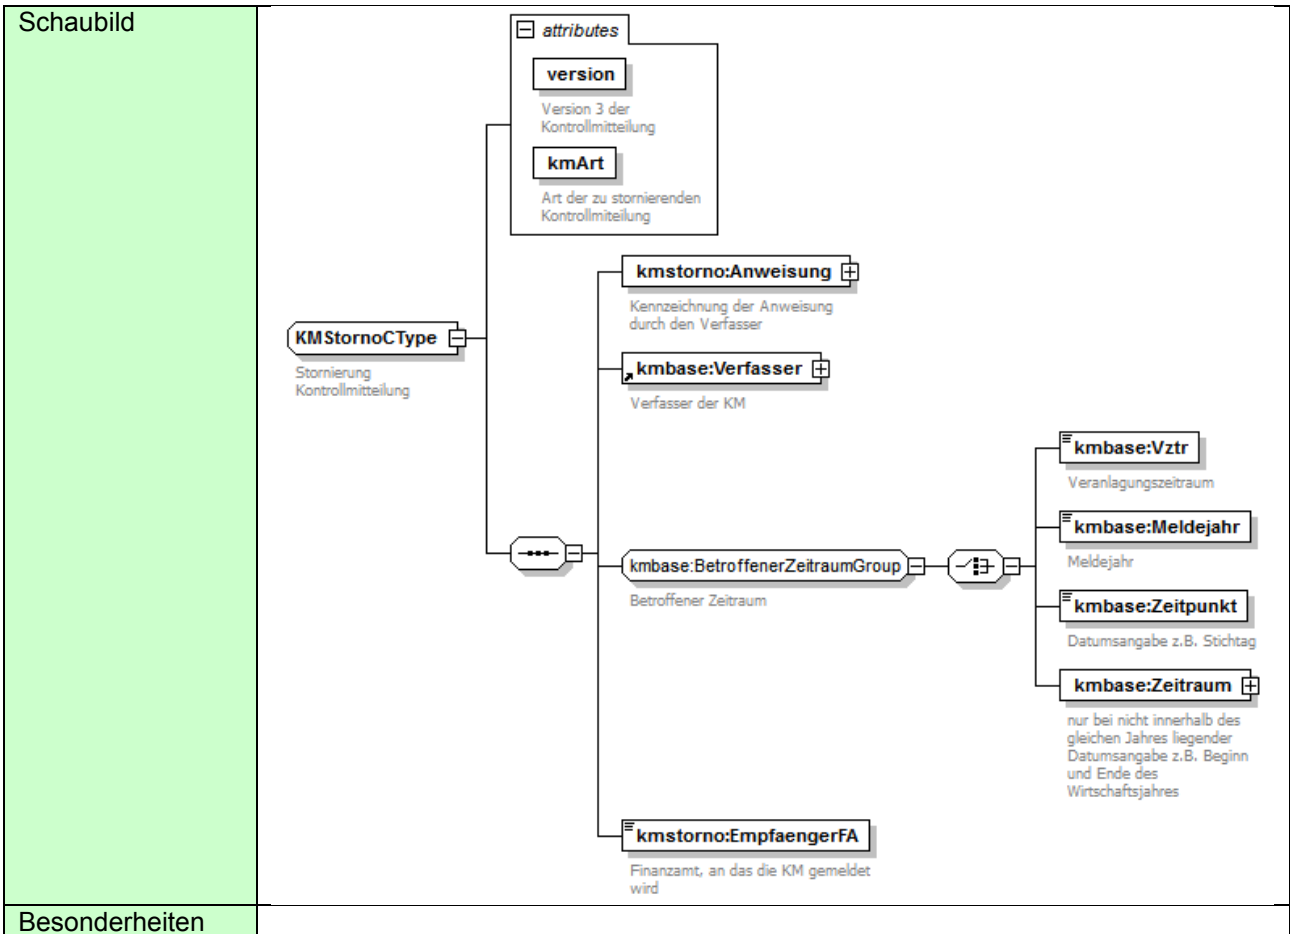 Schaubild
attributes
version
Version 3 der
Kontrollmitteilung
kmArt
Art der zu stornierenden
Kontrollmiteilung
KMStornoCType
Stornierung
Kontrollmitteilung
kmstorno:Anweisung
Kennzeichnung der Anweisung
durch den Verfasser
kmbase:Verfasser
Verfasser der KM
kmbase:BetroffenerZeitraumGroup
Betroffener Zeitraum
kmbase:Vztr
Veranlagungszeitraum
kmbase:Meldejahr
Meldejahr
kmbase:Zeitpunkt
Datumsangabe z.B. Stichtag
kmbase:Zeitraum
nur bei nicht innerhalb des
gleichen Jahres liegender
Datumsangabe z.B. Beginn
und Ende des
Wirtschaftsjahres
kmstorno:EmpfaengerFA
Finanzamt, an das die KM gemeldet
wird
Besonderheiten